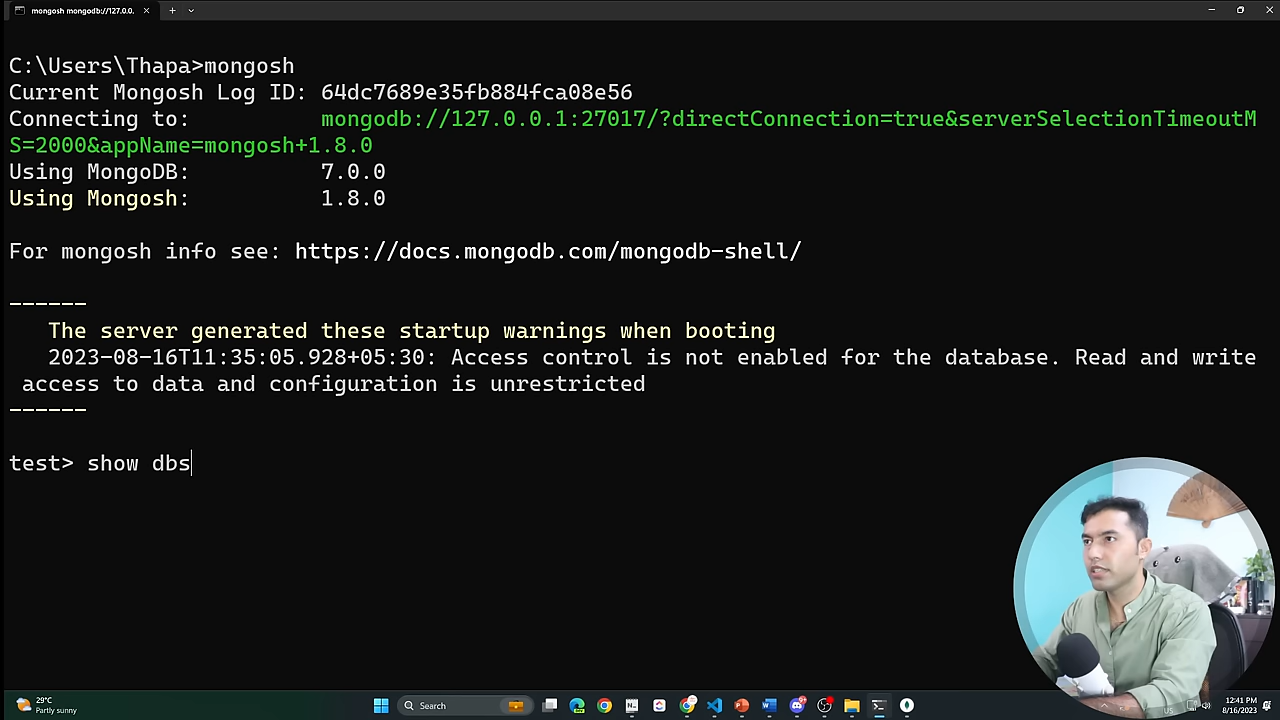 mongosh mongodb://127.0.0.
C:\Users\Thapa>mongosh
Current Mongosh Log ID: 64dc7689e35fb884fca08e56
Connecting to: mongodb://127.0.0.1:27017/?directConnection=true&serverSelectionTimeoutM
S=2000&appName=mongosh+1.8.0
Using MongoDB: 7.0.0
Using Mongosh: 1.8.0
For mongosh info see: https://docs.mongodb.com/mongodb-shell/
------
The server generated these startup warnings when booting
2023-08-16T11:35:05.928+05:30: Access control is not enabled for the database. Read and write
access to data and configuration is unrestricted
------
test> show dbs
29°C
Partly sunny
Search
US
12:41 PM
8/16/2023